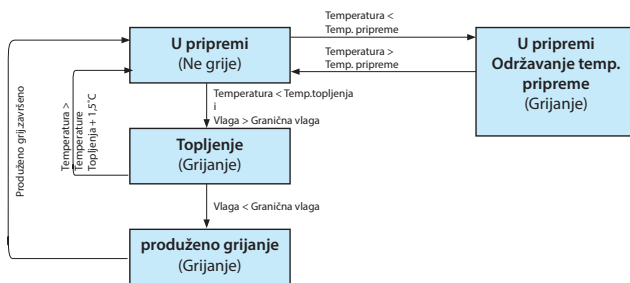 U pripremi
(Ne grije)
Temperatura <
Temp. pripreme
Temperatura >
Temp. pripreme
U pripremi
Održavanje temp.
pripreme
(Grijanje)
Temperatura < Temp.topljenja
i
Vlaga > Granična vlaga
Produženo grij.završeno
Temperatura >
Temperature
Topljenja + 1,5°C
Topljenje
(Grijanje)
Vlaga < Granična vlaga
produženo grijanje
(Grijanje)